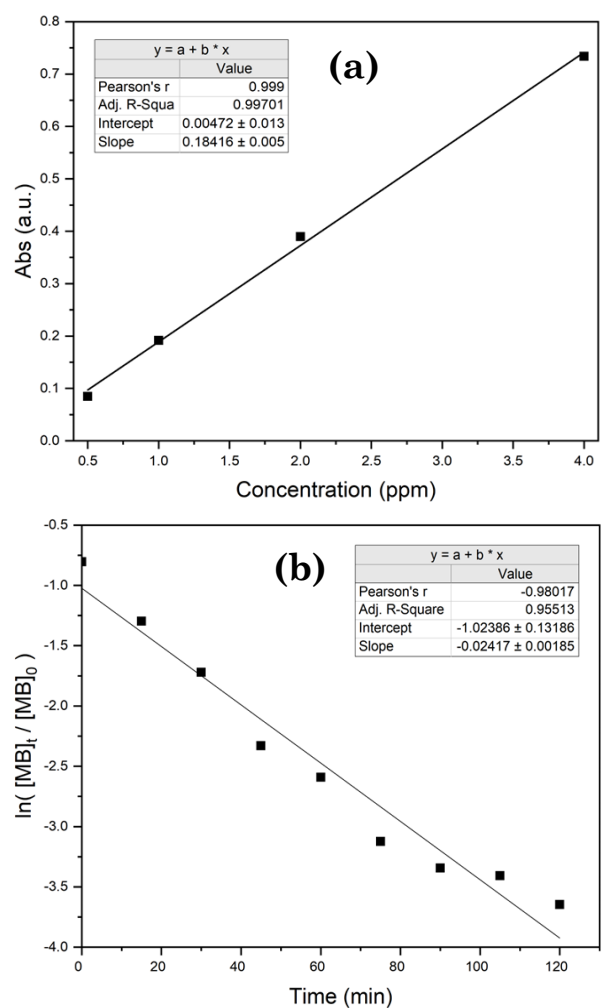 (a)
y = a + b * x
Value
Pearson's r 0.999
Adj. R-Squa 0.99701
Intercept 0.00472 ± 0.013
Slope 0.18416 ± 0.005
Abs (a.u.)
0.8
0.7
0.6
0.5
0.4
0.3
0.2
0.1
0.0
0.5 1.0 1.5 2.0 2.5 3.0 3.5 4.0
Concentration (ppm)
(b)
y = a + b * x
Value
Pearson's r -0.98017
Adj. R-Square 0.95513
Intercept -1.02386 ± 0.13186
Slope -0.02417 ± 0.00185
ln( [MB]t / [MB]0 )
-0.5
-1.0
-1.5
-2.0
-2.5
-3.0
-3.5
-4.0
0 20 40 60 80 100 120
Time (min)